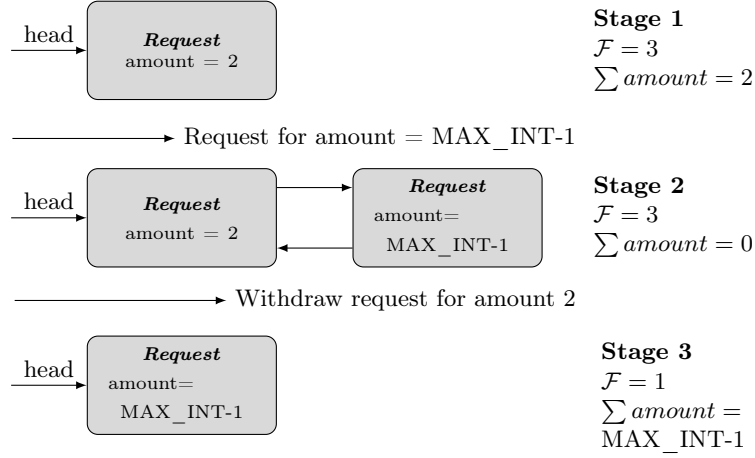 head
Request
amount = 2
Stage 1
ℱ = 3
∑ amount = 2
Request for amount = MAX_INT-1
head
Request
amount = 2
Request
amount=
MAX_INT-1
Stage 2
ℱ = 3
∑ amount = 0
Withdraw request for amount 2
head
Request
amount=
MAX_INT-1
Stage 3
ℱ = 1
∑ amount =
MAX_INT-1